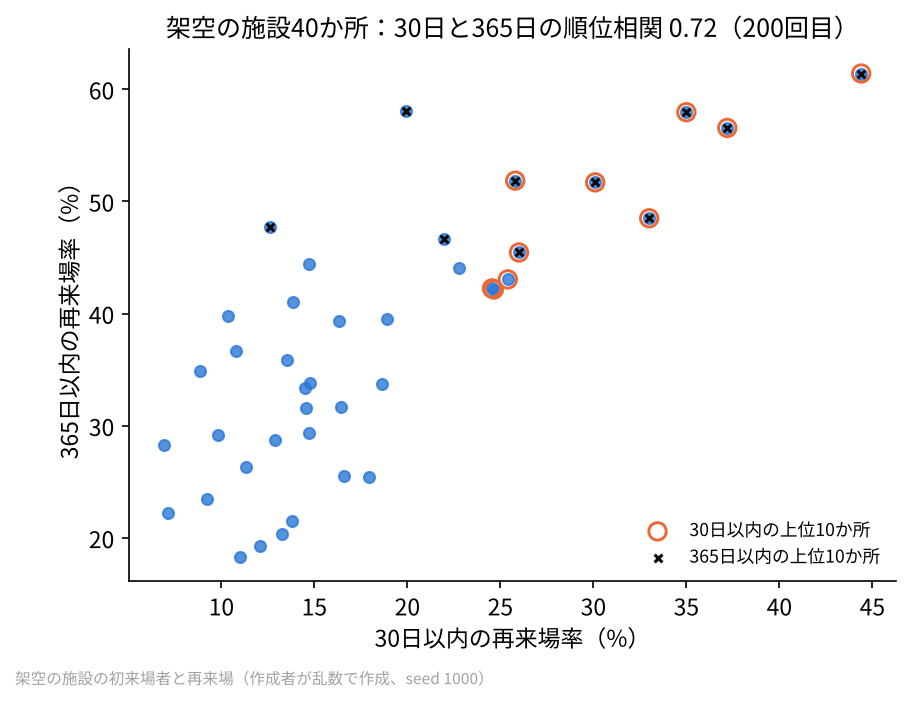 架空の施設40か所：30日と365日の順位相関 0.72（200回目）
365日以内の再来場率（%）
60
50
40
30
20
30日以内の上位10か所
365日以内の上位10か所
10 15 20 25 30 35 40 45
30日以内の再来場率（%）
架空の施設の初来場者と再来場（作成者が乱数で作成、seed 1000）